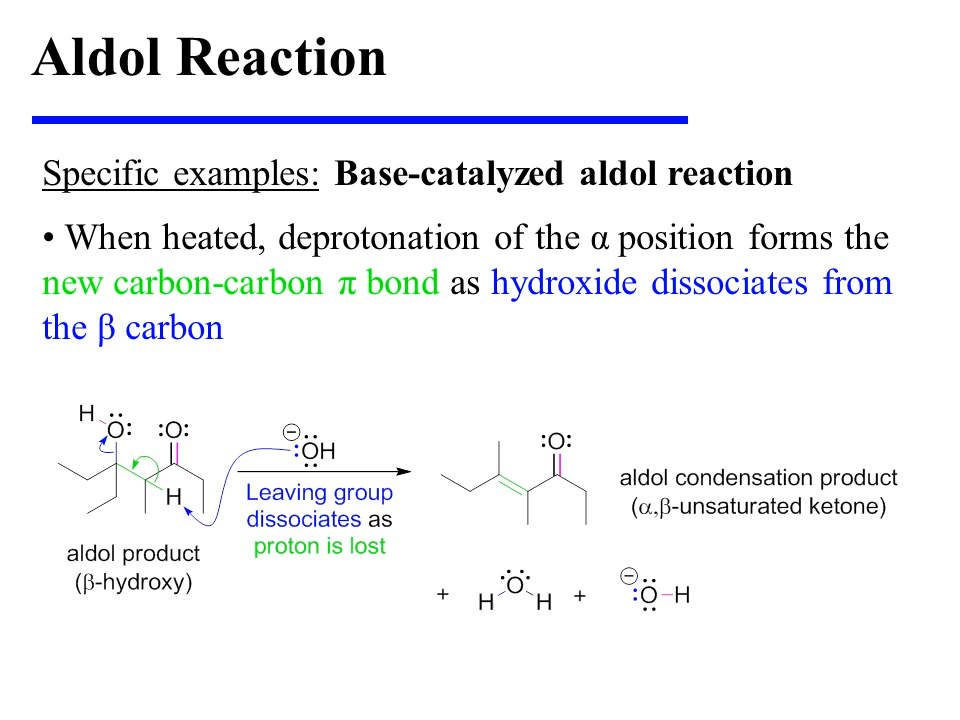 Aldol Reaction
Specific examples: Base-catalyzed aldol reaction
• When heated, deprotonation of the α position forms the
new carbon-carbon π bond as hydroxide dissociates from
the β carbon
H
O
O
H
aldol product
(β-hydroxy)
−
OH
Leaving group
dissociates as
proton is lost
O
aldol condensation product
(α,β-unsaturated ketone)
+
H O H
+
−
O H